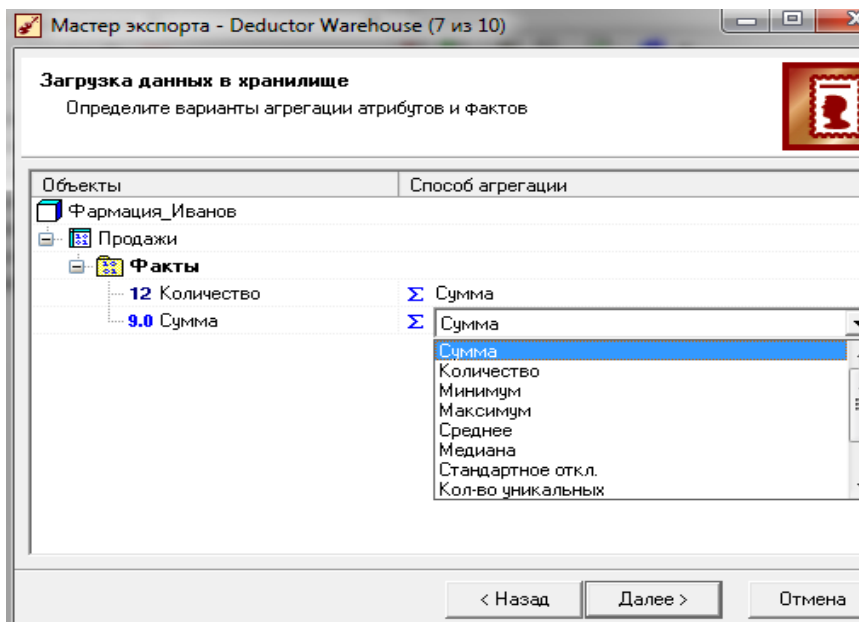 Мастер экспорта - Deductor Warehouse (7 из 10)
Загрузка данных в хранилище
Определите варианты агрегации атрибутов и фактов
Объекты Способ агрегации
Фармация_Иванов
Продажи
Факты
12 Количество Σ Сумма
9.0 Сумма Σ Сумма
Сумма
Количество
Минимум
Максимум
Среднее
Медиана
Стандартное откл.
Кол-во уникальных
< Назад Далее > Отмена